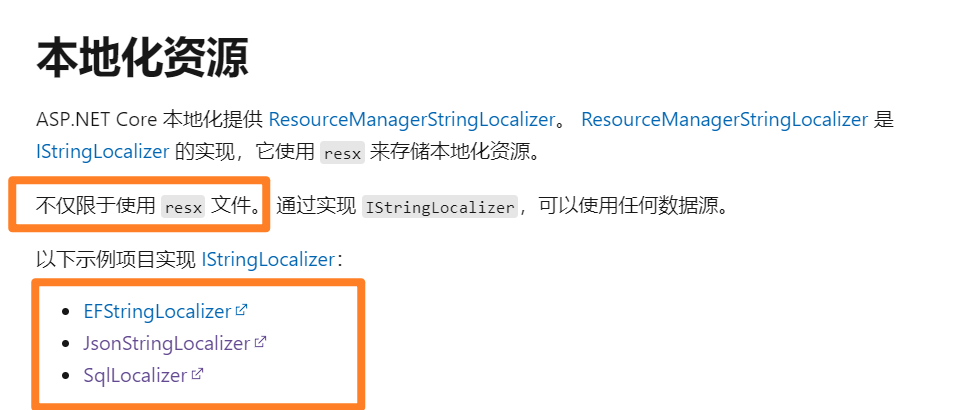 本地化资源
ASP.NET Core 本地化提供 ResourceManagerStringLocalizer。 ResourceManagerStringLocalizer 是
IStringLocalizer 的实现，它使用 resx 来存储本地化资源。
不仅限于使用 resx 文件。 通过实现 IStringLocalizer，可以使用任何数据源。
以下示例项目实现 IStringLocalizer：
EFStringLocalizer
JsonStringLocalizer
SqlLocalizer